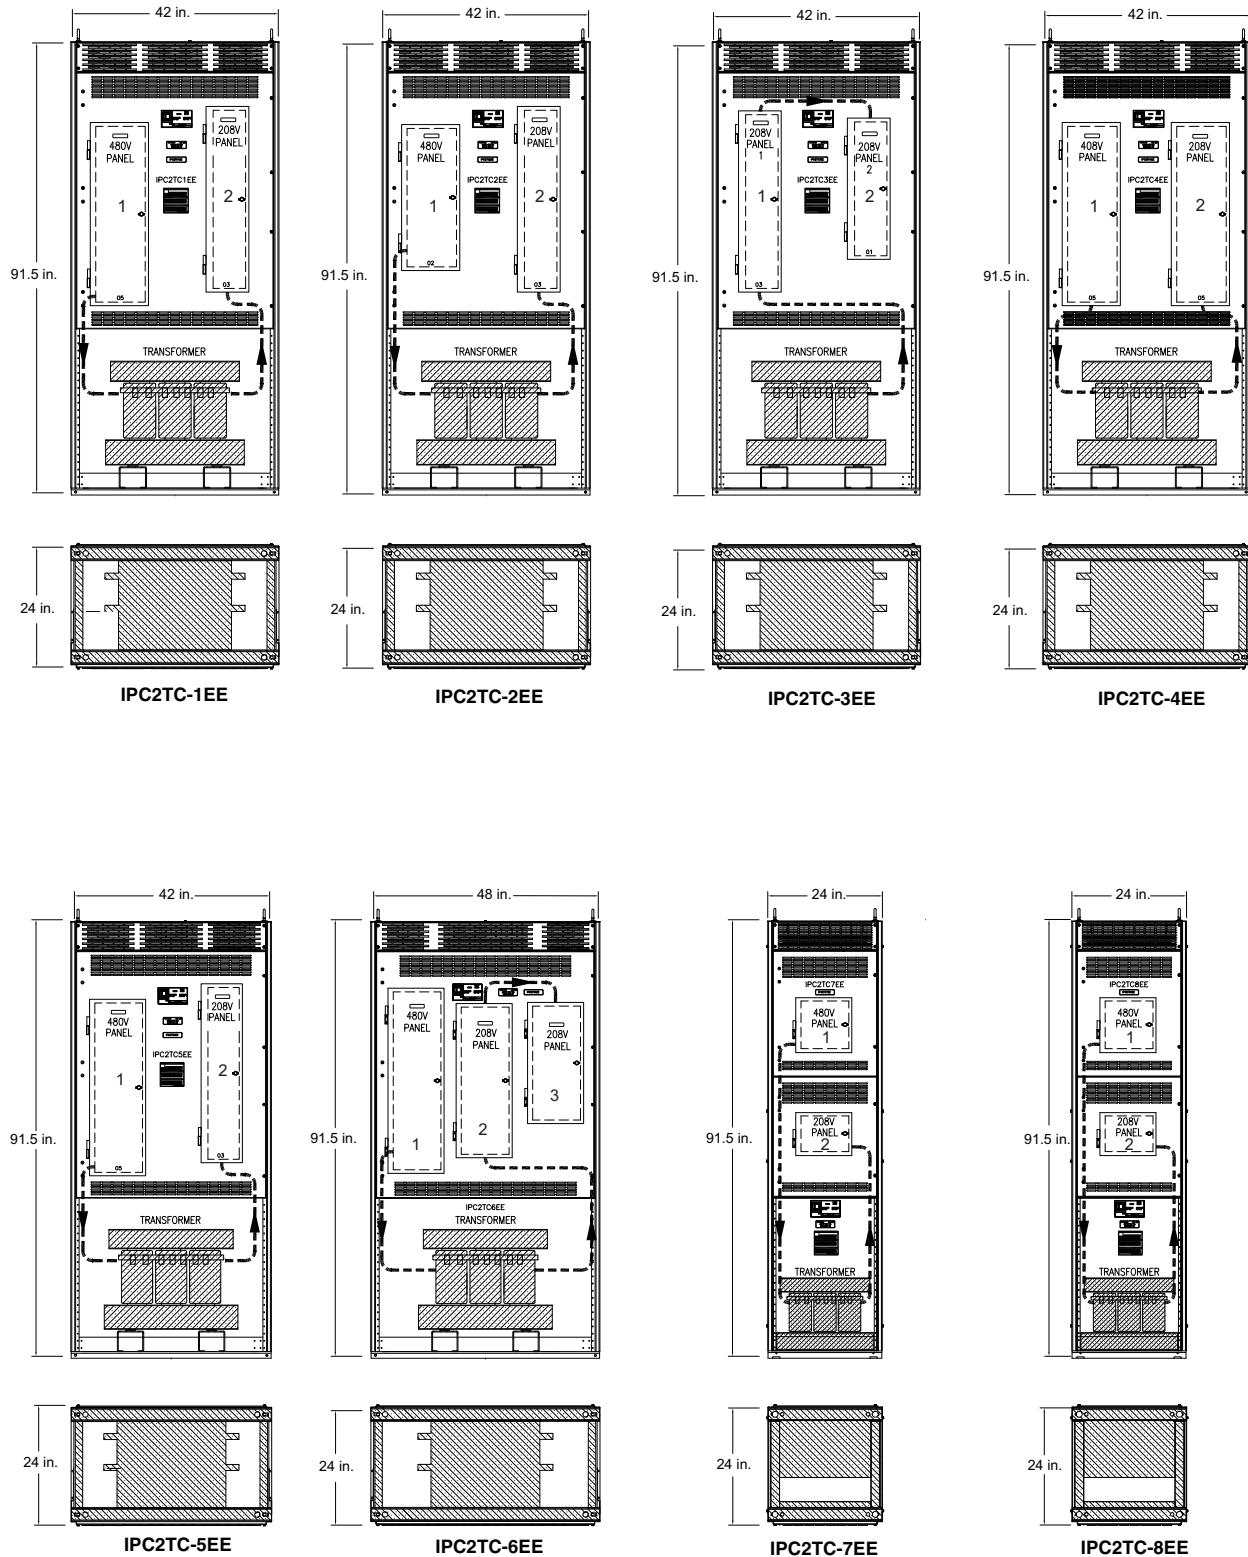 42 in.
42 in.
42 in.
42 in.
480V
PANEL
208V
PANEL
IPC2TC1EE
1
2
91.5 in.
05
03
TRANSFORMER
480V
PANEL
208V
PANEL
IPC2TC2EE
1
2
91.5 in.
02
03
TRANSFORMER
208V
PANEL
1
208V
PANEL
2
IPC2TC3EE
1
2
91.5 in.
03
01
TRANSFORMER
408V
PANEL
208V
PANEL
IPC2TC4EE
1
2
91.5 in.
05
05
TRANSFORMER
24 in.
24 in.
24 in.
24 in.
IPC2TC-1EE
IPC2TC-2EE
IPC2TC-3EE
IPC2TC-4EE
42 in.
48 in.
24 in.
24 in.
480V
PANEL
208V
PANEL
IPC2TC5EE
1
2
91.5 in.
05
03
TRANSFORMER
480V
PANEL
208V
PANEL
208V
PANEL
1
2
3
91.5 in.
IPC2TC6EE
TRANSFORMER
IPC2TC7EE
480V
PANEL
1
208V
PANEL
2
91.5 in.
TRANSFORMER
IPC2TC8EE
480V
PANEL
1
208V
PANEL
2
91.5 in.
TRANSFORMER
24 in.
24 in.
24 in.
24 in.
IPC2TC-5EE
IPC2TC-6EE
IPC2TC-7EE
IPC2TC-8EE